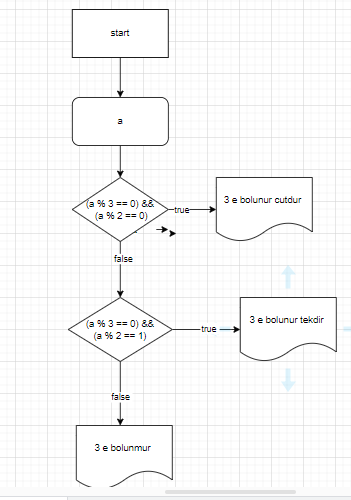 start
a
(a % 3 == 0) &&
(a % 2 == 0)
true
3 e bolunur cutdur
false
(a % 3 == 0) &&
(a % 2 == 1)
true
3 e bolunur tekdir
false
3 e bolunmur